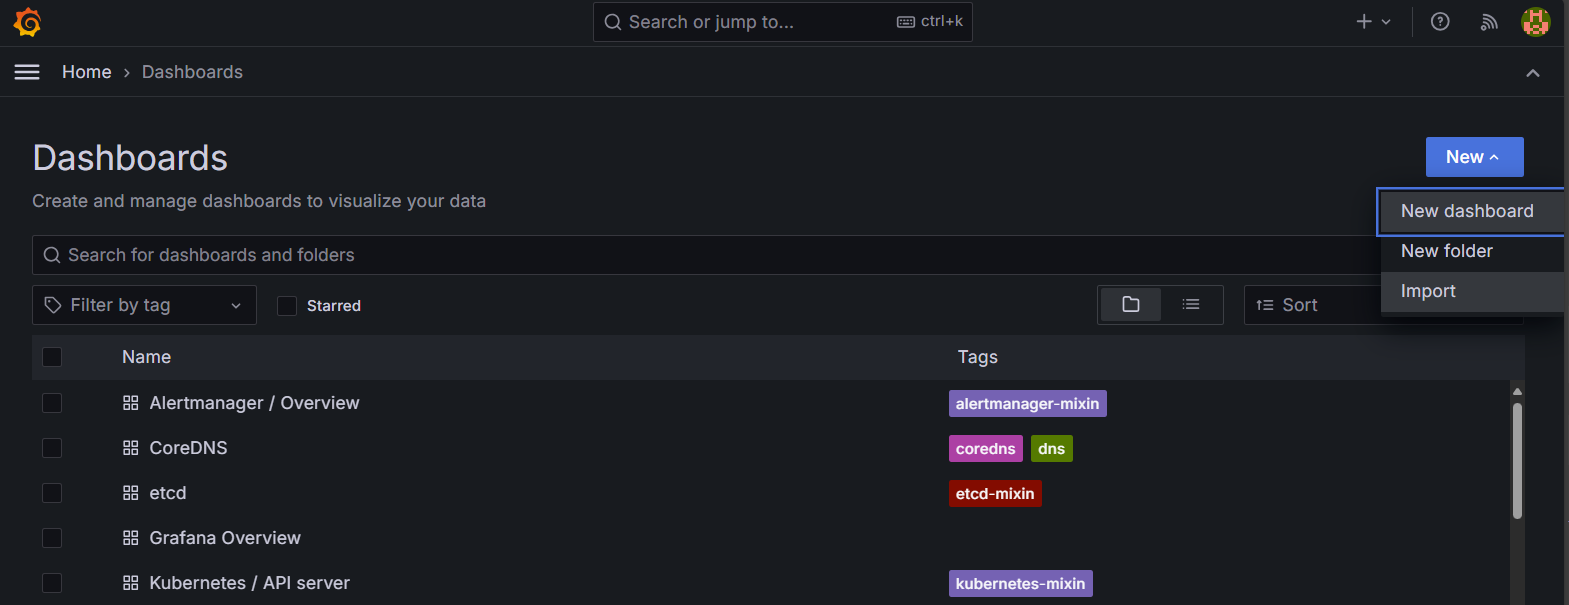 Search or jump to... ctrl+k
Home › Dashboards
Dashboards
New
Create and manage dashboards to visualize your data
New dashboard
New folder
Import
Search for dashboards and folders
Filter by tag
Starred
Sort
Name Tags
Alertmanager / Overview alertmanager-mixin
CoreDNS coredns dns
etcd etcd-mixin
Grafana Overview
Kubernetes / API server kubernetes-mixin